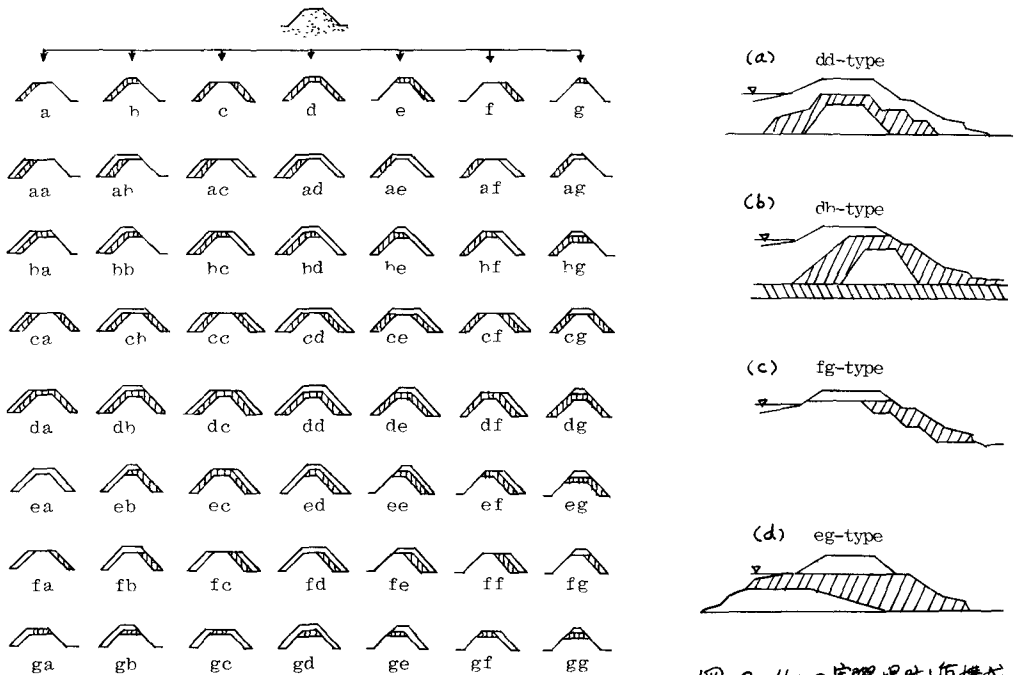 a b c d e f g
aa ab ac ad ae af ag
ba bb bc bd be bf bg
ca cb cc cd ce cf cg
da db dc dd de df dg
ea eb ec ed ee ef eg
fa fb fc fd fe ff fg
ga gb gc gd ge gf gg
(a) dd-type
(b) db-type
(c) fg-type
(d) eg-type